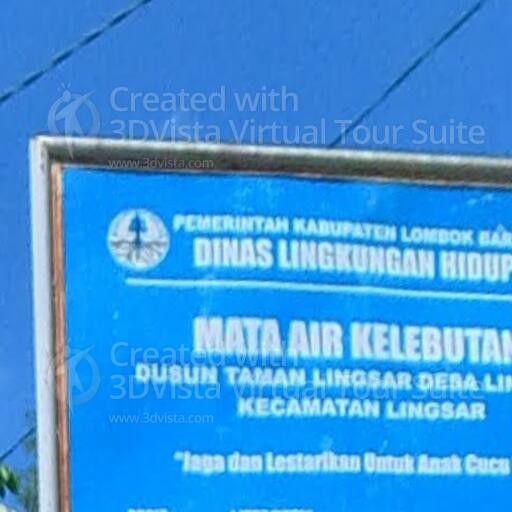 Created with
3DVista Virtual Tour Suite
www.3dvista.com
PEMERINTAH KABUPATEN LOMBOK BAR
DINAS LINGKUNGAN HIDUP
MATA AIR KELEBUTAN
Created with
DUSUN TAMAN LINGSAR DESA LIN
3DVista Virtual Tour Suite
KECAMATAN LINGSAR
www.3dvista.com
"Jaga dan Lestarikan Untuk Anak Cucu